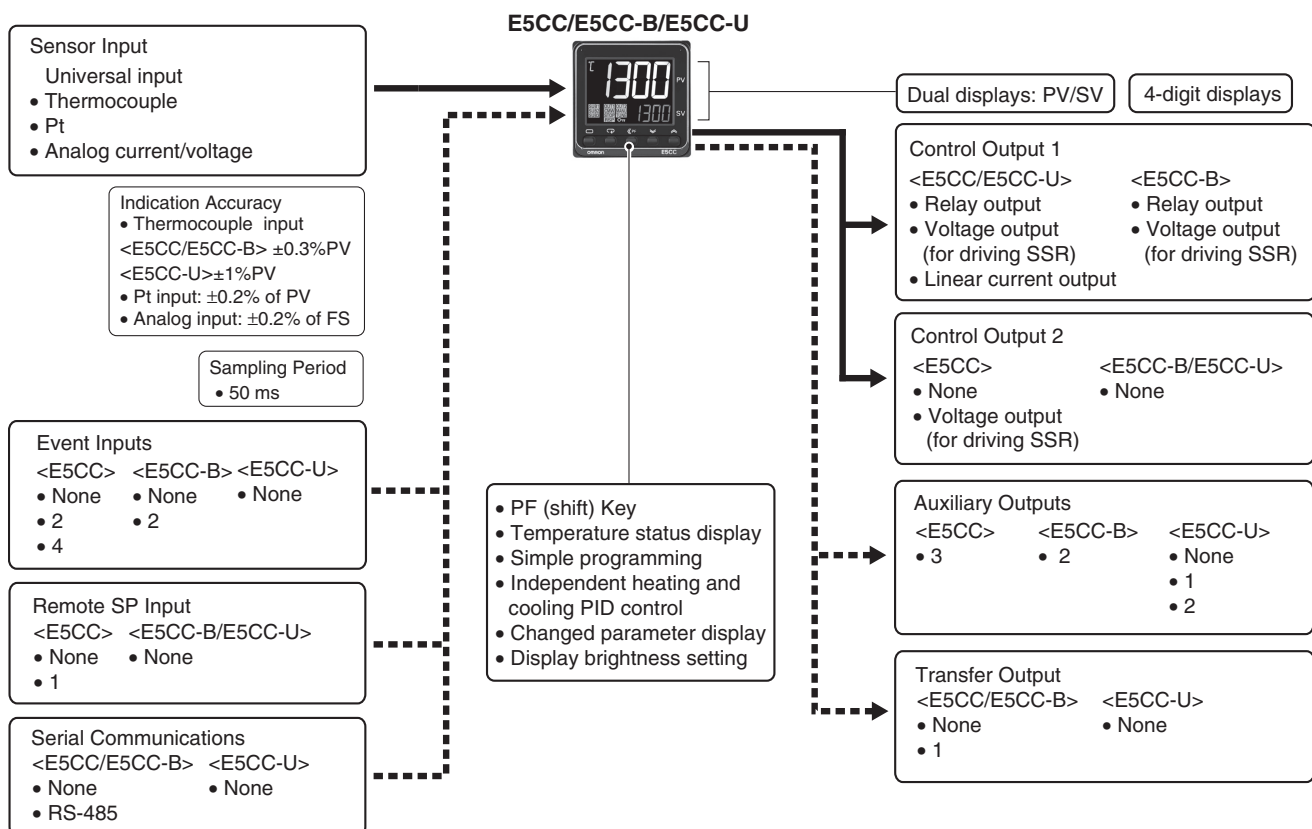 E5CC/E5CC-B/E5CC-U
Sensor Input
Universal input
• Thermocouple
• Pt
• Analog current/voltage
Indication Accuracy
• Thermocouple input
<E5CC/E5CC-B> ±0.3%PV
<E5CC-U>±1%PV
• Pt input: ±0.2% of PV
• Analog input: ±0.2% of FS
Sampling Period
• 50 ms
Event Inputs
<E5CC> <E5CC-B> <E5CC-U>
• None • None • None
• 2 • 2
• 4
Remote SP Input
<E5CC> <E5CC-B/E5CC-U>
• None • None
• 1
Serial Communications
<E5CC/E5CC-B> <E5CC-U>
• None • None
• RS-485
C
1300
PV
1300
SV
PF
omron E5CC
• PF (shift) Key
• Temperature status display
• Simple programming
• Independent heating and
cooling PID control
• Changed parameter display
• Display brightness setting
Dual displays: PV/SV
4-digit displays
Control Output 1
<E5CC/E5CC-U> <E5CC-B>
• Relay output • Relay output
• Voltage output • Voltage output
(for driving SSR) (for driving SSR)
• Linear current output
Control Output 2
<E5CC> <E5CC-B/E5CC-U>
• None • None
• Voltage output
(for driving SSR)
Auxiliary Outputs
<E5CC> <E5CC-B> <E5CC-U>
• 3 • 2 • None
• 1
• 2
Transfer Output
<E5CC/E5CC-B> <E5CC-U>
• None • None
• 1